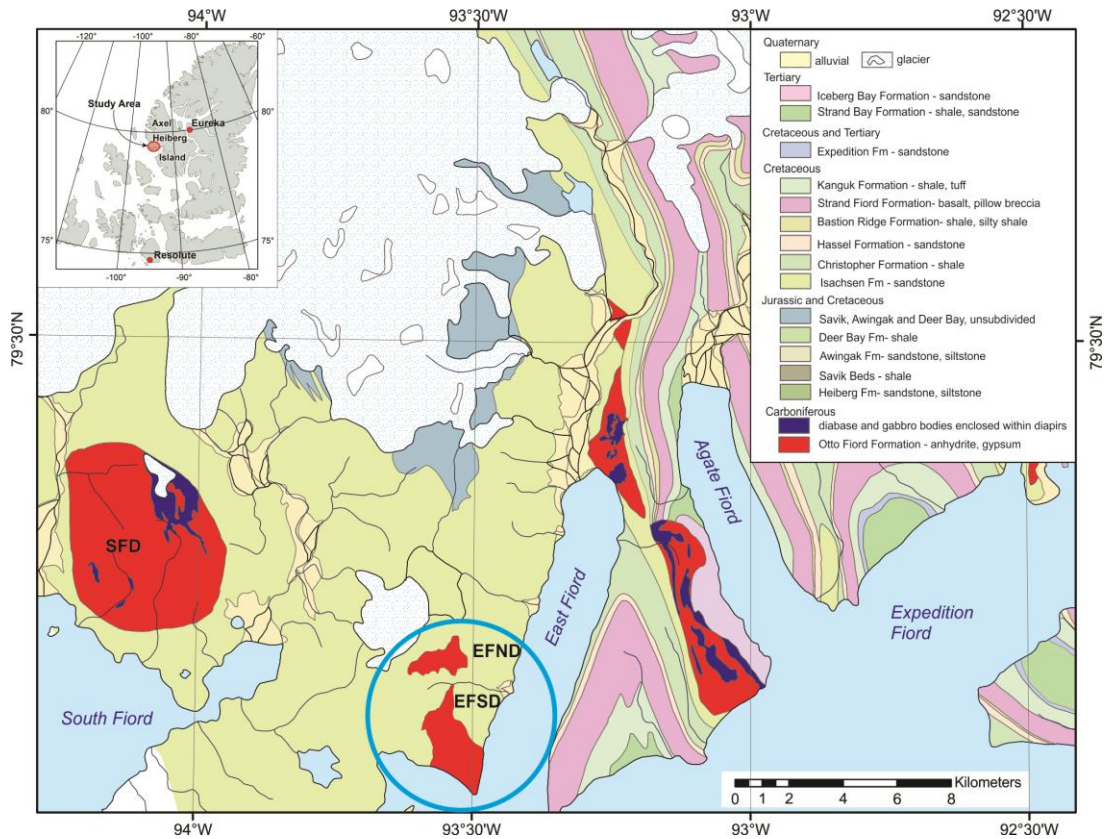 94°W
93°30'W
93°W
92°30'W
-120°
-100°
-90°
-80°
-60°
Study Area
80°
80°
Axel
Eureka
Heiberg
Island
75°
75°
Resolute
-100°
-90°
-80°
79°30'N
79°30'N
Quaternary
alluvial
glacier
Tertiary
Iceberg Bay Formation - sandstone
Strand Bay Formation - shale, sandstone
Cretaceous and Tertiary
Expedition Fm - sandstone
Cretaceous
Kanguk Formation - shale, tuff
Strand Fiord Formation- basalt, pillow breccia
Bastion Ridge Formation- shale, silty shale
Hassel Formation - sandstone
Christopher Formation - shale
Isachsen Fm - sandstone
Jurassic and Cretaceous
Savik, Awingak and Deer Bay, unsubdivided
Deer Bay Fm- shale
Awingak Fm- sandstone, siltstone
Savik Beds - shale
Heiberg Fm- sandstone, siltstone
Carboniferous
diabase and gabbro bodies enclosed within diapirs
Otto Fiord Formation - anhydrite, gypsum
Agate Fiord
SFD
East Fiord
Expedition
Fiord
EFND
EFSD
South Fiord
Kilometers
0 1 2 4 6 8
94°W
93°30'W
93°W
92°30'W